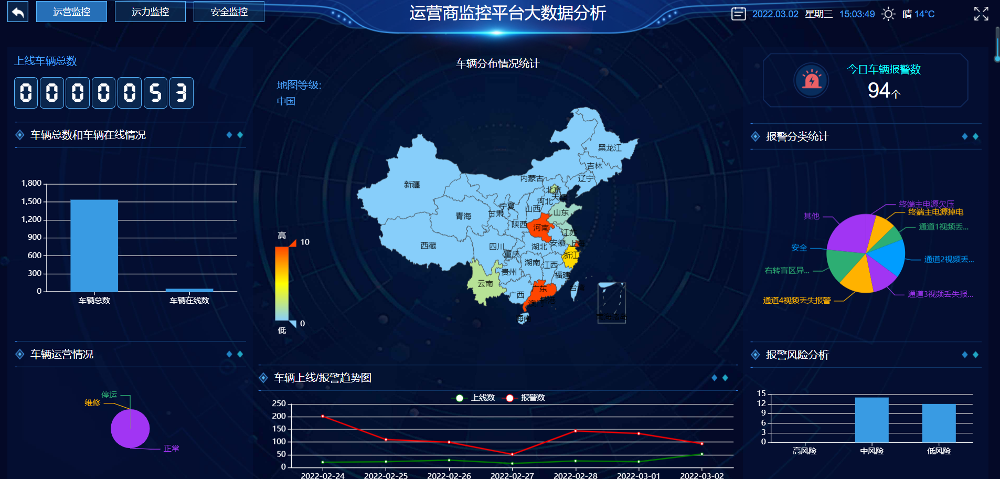 运营监控
运力监控
安全监控
运营商监控平台大数据分析
2022.03.02 星期三 15:03:49 晴 14°C
上线车辆总数
0000053
车辆总数和车辆在线情况
1,800
1,500
1,200
900
600
300
0
车辆总数
车辆在线数
车辆运营情况
停运
维修
正常
车辆分布情况统计
地图等级:
中国
黑龙江
吉林
辽宁
内蒙古
新疆
北京
天津
河北
宁夏
山西
山东
甘肃
青海
陕西
河南
江苏
安徽
上海
西藏
四川
湖北
重庆
浙江
湖南
江西
贵州
福建
云南
台湾
广东
广西
香港
海南
南海诸岛
高
10
0
低
车辆上线/报警趋势图
上线数
报警数
250
200
150
100
50
0
2022-02-24
2022-02-25
2022-02-26
2022-02-27
2022-02-28
2022-03-01
2022-03-02
今日车辆报警数
94个
报警分类统计
终端主电源欠压
终端主电源掉电
其他
通道1视频丢...
安全
通道2视频丢...
右转盲区异...
通道3视频丢失报...
通道4视频丢失报警
报警风险分析
15
12
9
6
3
0
高风险
中风险
低风险